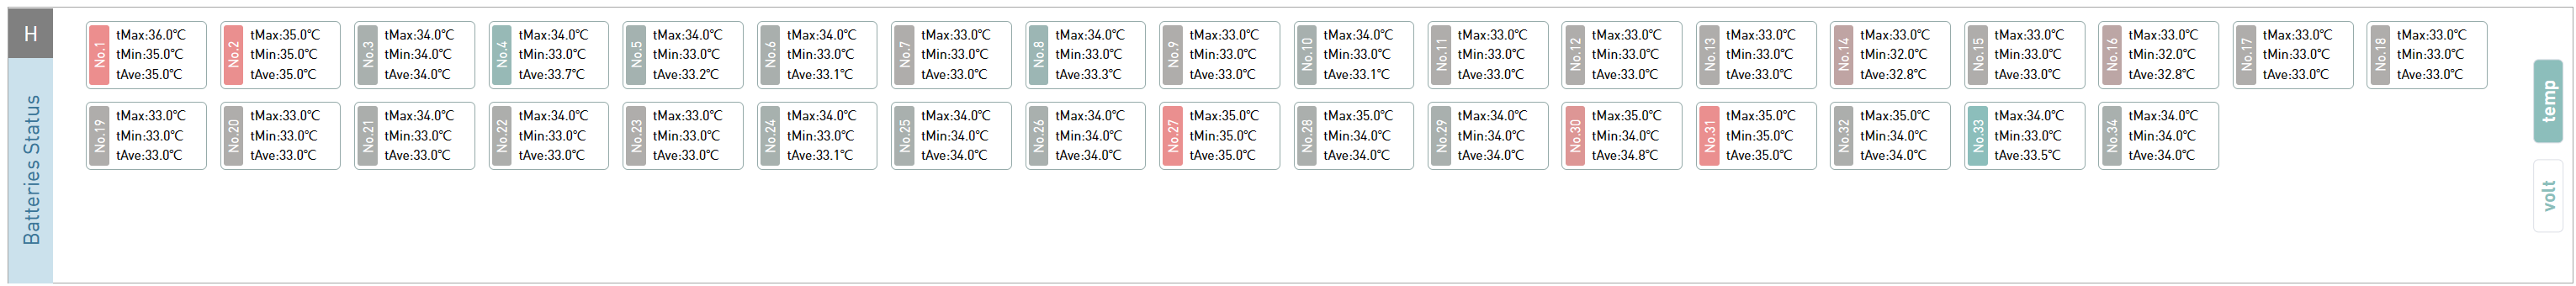 H
Batteries Status
No.1
tMax:36.0℃
tMin:35.0℃
tAve:35.0℃
No.2
tMax:35.0℃
tMin:35.0℃
tAve:35.0℃
No.3
tMax:34.0℃
tMin:34.0℃
tAve:34.0℃
No.4
tMax:34.0℃
tMin:33.0℃
tAve:33.7℃
No.5
tMax:34.0℃
tMin:33.0℃
tAve:33.2℃
No.6
tMax:34.0℃
tMin:33.0℃
tAve:33.1℃
No.7
tMax:33.0℃
tMin:33.0℃
tAve:33.0℃
No.8
tMax:34.0℃
tMin:33.0℃
tAve:33.3℃
No.9
tMax:33.0℃
tMin:33.0℃
tAve:33.0℃
No.10
tMax:34.0℃
tMin:33.0℃
tAve:33.1℃
No.11
tMax:33.0℃
tMin:33.0℃
tAve:33.0℃
No.12
tMax:33.0℃
tMin:33.0℃
tAve:33.0℃
No.13
tMax:33.0℃
tMin:33.0℃
tAve:33.0℃
No.14
tMax:33.0℃
tMin:32.0℃
tAve:32.8℃
No.15
tMax:33.0℃
tMin:33.0℃
tAve:33.0℃
No.16
tMax:33.0℃
tMin:32.0℃
tAve:32.8℃
No.17
tMax:33.0℃
tMin:33.0℃
tAve:33.0℃
No.18
tMax:33.0℃
tMin:33.0℃
tAve:33.0℃
No.19
tMax:33.0℃
tMin:33.0℃
tAve:33.0℃
No.20
tMax:33.0℃
tMin:33.0℃
tAve:33.0℃
No.21
tMax:34.0℃
tMin:33.0℃
tAve:33.0℃
No.22
tMax:34.0℃
tMin:33.0℃
tAve:33.0℃
No.23
tMax:33.0℃
tMin:33.0℃
tAve:33.0℃
No.24
tMax:34.0℃
tMin:33.0℃
tAve:33.1℃
No.25
tMax:34.0℃
tMin:34.0℃
tAve:34.0℃
No.26
tMax:34.0℃
tMin:34.0℃
tAve:34.0℃
No.27
tMax:35.0℃
tMin:35.0℃
tAve:35.0℃
No.28
tMax:35.0℃
tMin:34.0℃
tAve:34.0℃
No.29
tMax:34.0℃
tMin:34.0℃
tAve:34.0℃
No.30
tMax:35.0℃
tMin:34.0℃
tAve:34.8℃
No.31
tMax:35.0℃
tMin:35.0℃
tAve:35.0℃
No.32
tMax:35.0℃
tMin:34.0℃
tAve:34.0℃
No.33
tMax:34.0℃
tMin:33.0℃
tAve:33.5℃
No.34
tMax:34.0℃
tMin:34.0℃
tAve:34.0℃
temp
volt